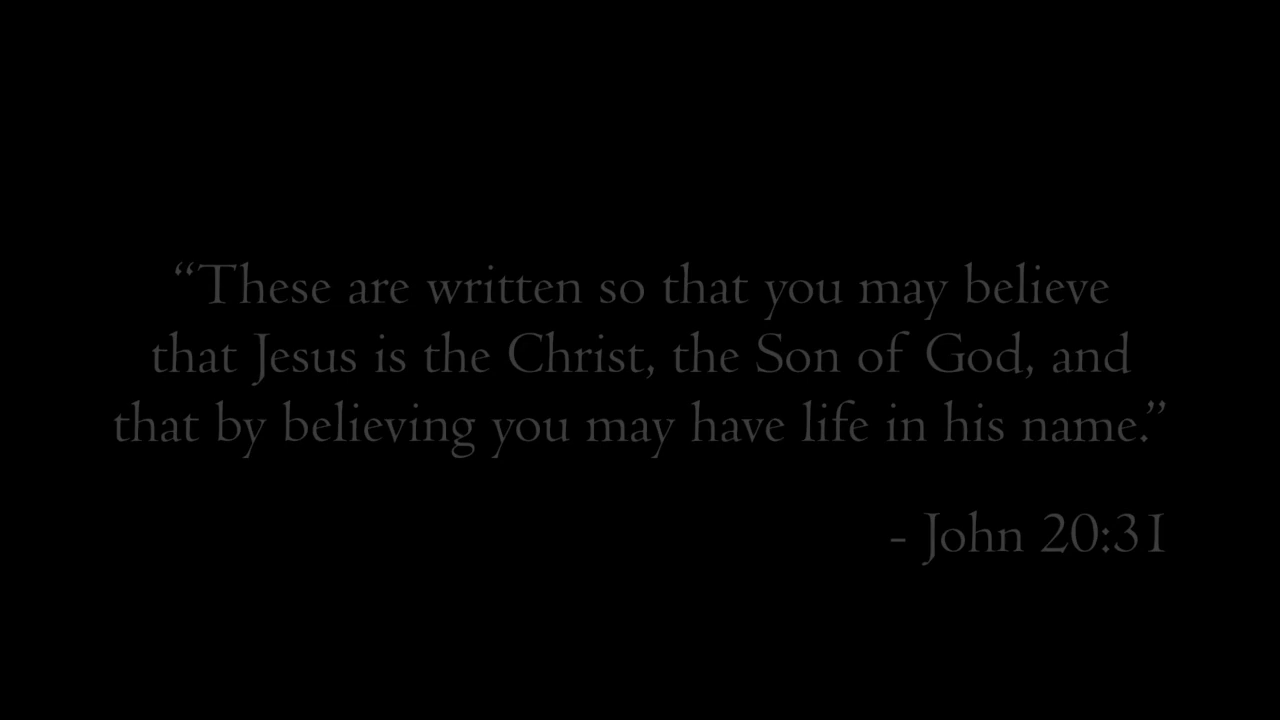 “These are written so that you may believe
that Jesus is the Christ, the Son of God, and
that by believing you may have life in his name.”
- John 20:31